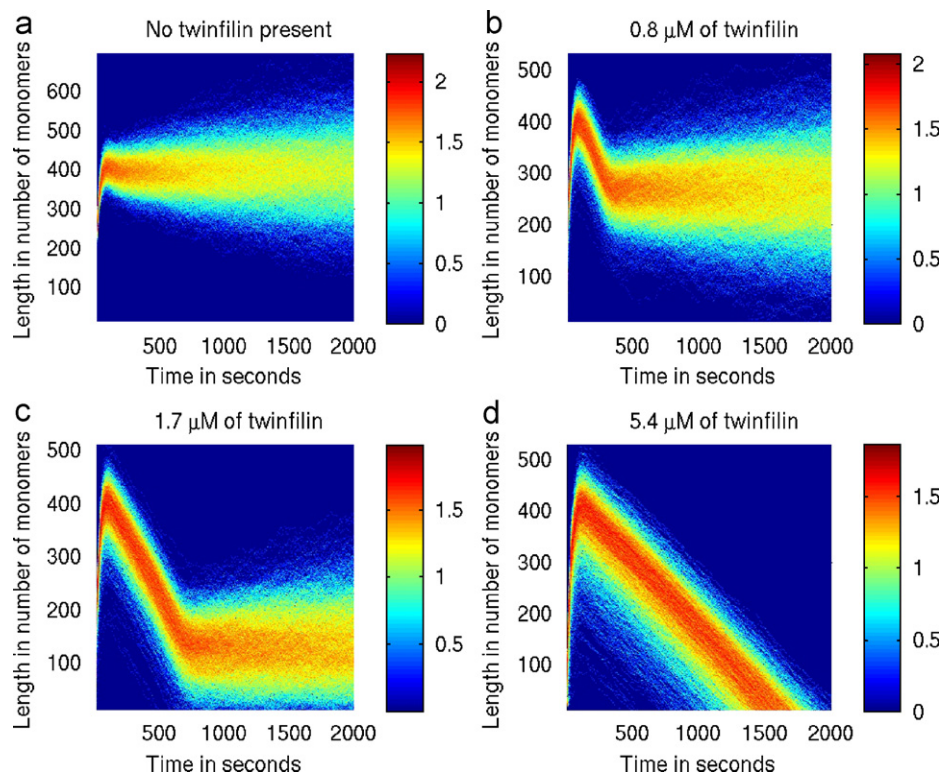 a
No twinfilin present
Length in number of monomers
600
500
400
300
200
100
500 1000 1500 2000
Time in seconds
2
1.5
1
0.5
0
b
0.8 μM of twinfilin
Length in number of monomers
500
400
300
200
100
500 1000 1500 2000
Time in seconds
2
1.5
1
0.5
0
c
1.7 μM of twinfilin
Length in number of monomers
500
400
300
200
100
500 1000 1500 2000
Time in seconds
1.5
1
0.5
d
5.4 μM of twinfilin
Length in number of monomers
500
400
300
200
100
500 1000 1500 2000
Time in seconds
1.5
1
0.5
0